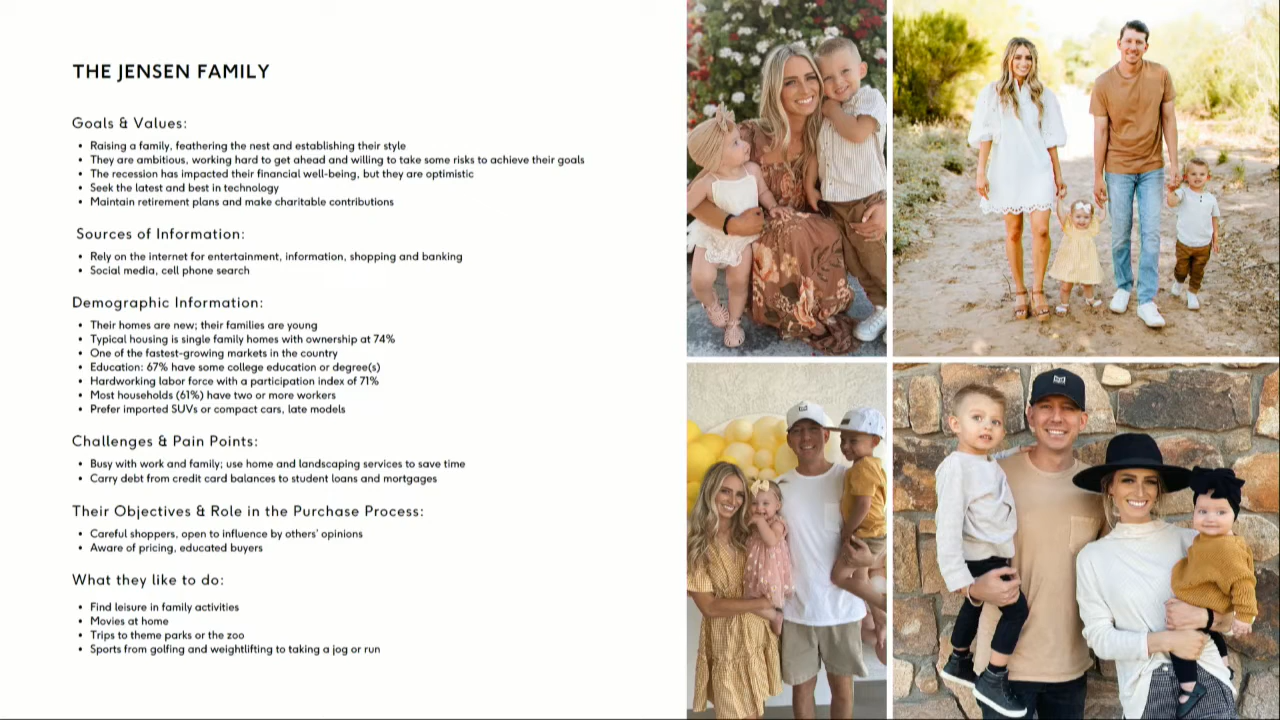 THE JENSEN FAMILY
Goals & Values:
• Raising a family, feathering the nest and establishing their style
• They are ambitious, working hard to get ahead and willing to take some risks to achieve their goals
• The recession has impacted their financial well-being, but they are optimistic
• Seek the latest and best in technology
• Maintain retirement plans and make charitable contributions
Sources of Information:
• Rely on the internet for entertainment, information, shopping and banking
• Social media, cell phone search
Demographic Information:
• Their homes are new; their families are young
• Typical housing is single family homes with ownership at 74%
• One of the fastest-growing markets in the country
• Education: 67% have some college education or degree(s)
• Hardworking labor force with a participation index of 71%
• Most households (61%) have two or more workers
• Prefer imported SUVs or compact cars, late models
Challenges & Pain Points:
• Busy with work and family; use home and landscaping services to save time
• Carry debt from credit card balances to student loans and mortgages
Their Objectives & Role in the Purchase Process:
• Careful shoppers, open to influence by others' opinions
• Aware of pricing, educated buyers
What they like to do:
• Find leisure in family activities
• Movies at home
• Trips to theme parks or the zoo
• Sports from golfing and weightlifting to taking a jog or run